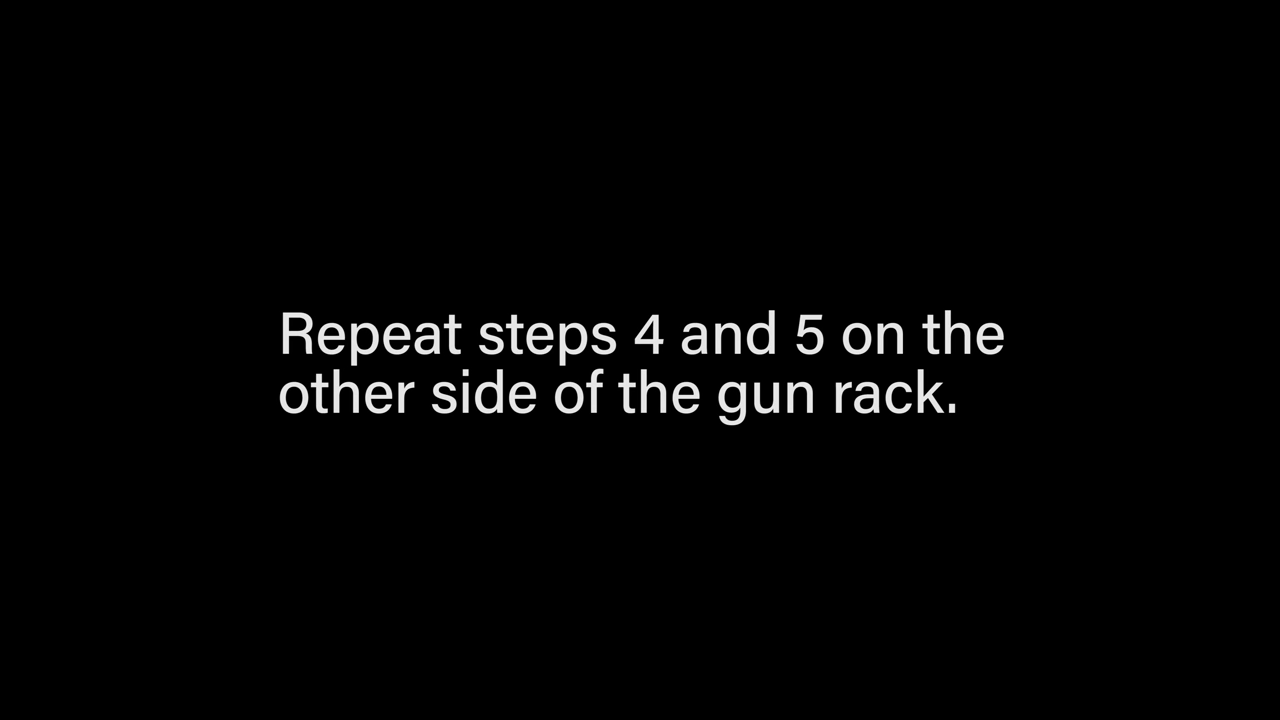 Repeat steps 4 and 5 on the
other side of the gun rack.